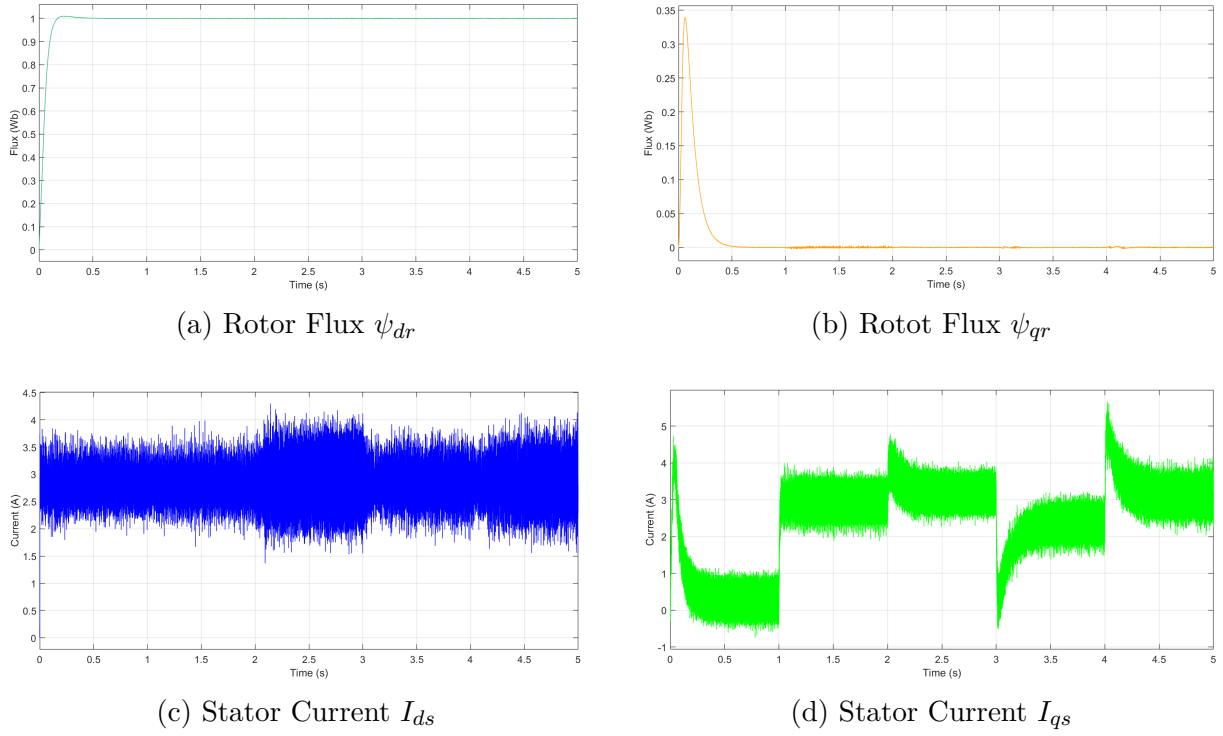 1
0.9
0.8
0.7
0.6
0.5
0.4
0.3
0.2
0.1
0
Flux (Wb)
0 0.5 1 1.5 2 2.5 3 3.5 4 4.5 5
Time (s)
(a) Rotor Flux ψ_dr
0.35
0.3
0.25
0.2
0.15
0.1
0.05
0
Flux (Wb)
0 0.5 1 1.5 2 2.5 3 3.5 4 4.5 5
Time (s)
(b) Rotot Flux ψ_qr
4.5
4
3.5
3
2.5
2
1.5
1
0.5
0
Current (A)
0 0.5 1 1.5 2 2.5 3 3.5 4 4.5 5
Time (s)
(c) Stator Current I_ds
5
4
3
2
1
0
-1
Current (A)
0 0.5 1 1.5 2 2.5 3 3.5 4 4.5 5
Time (s)
(d) Stator Current I_qs